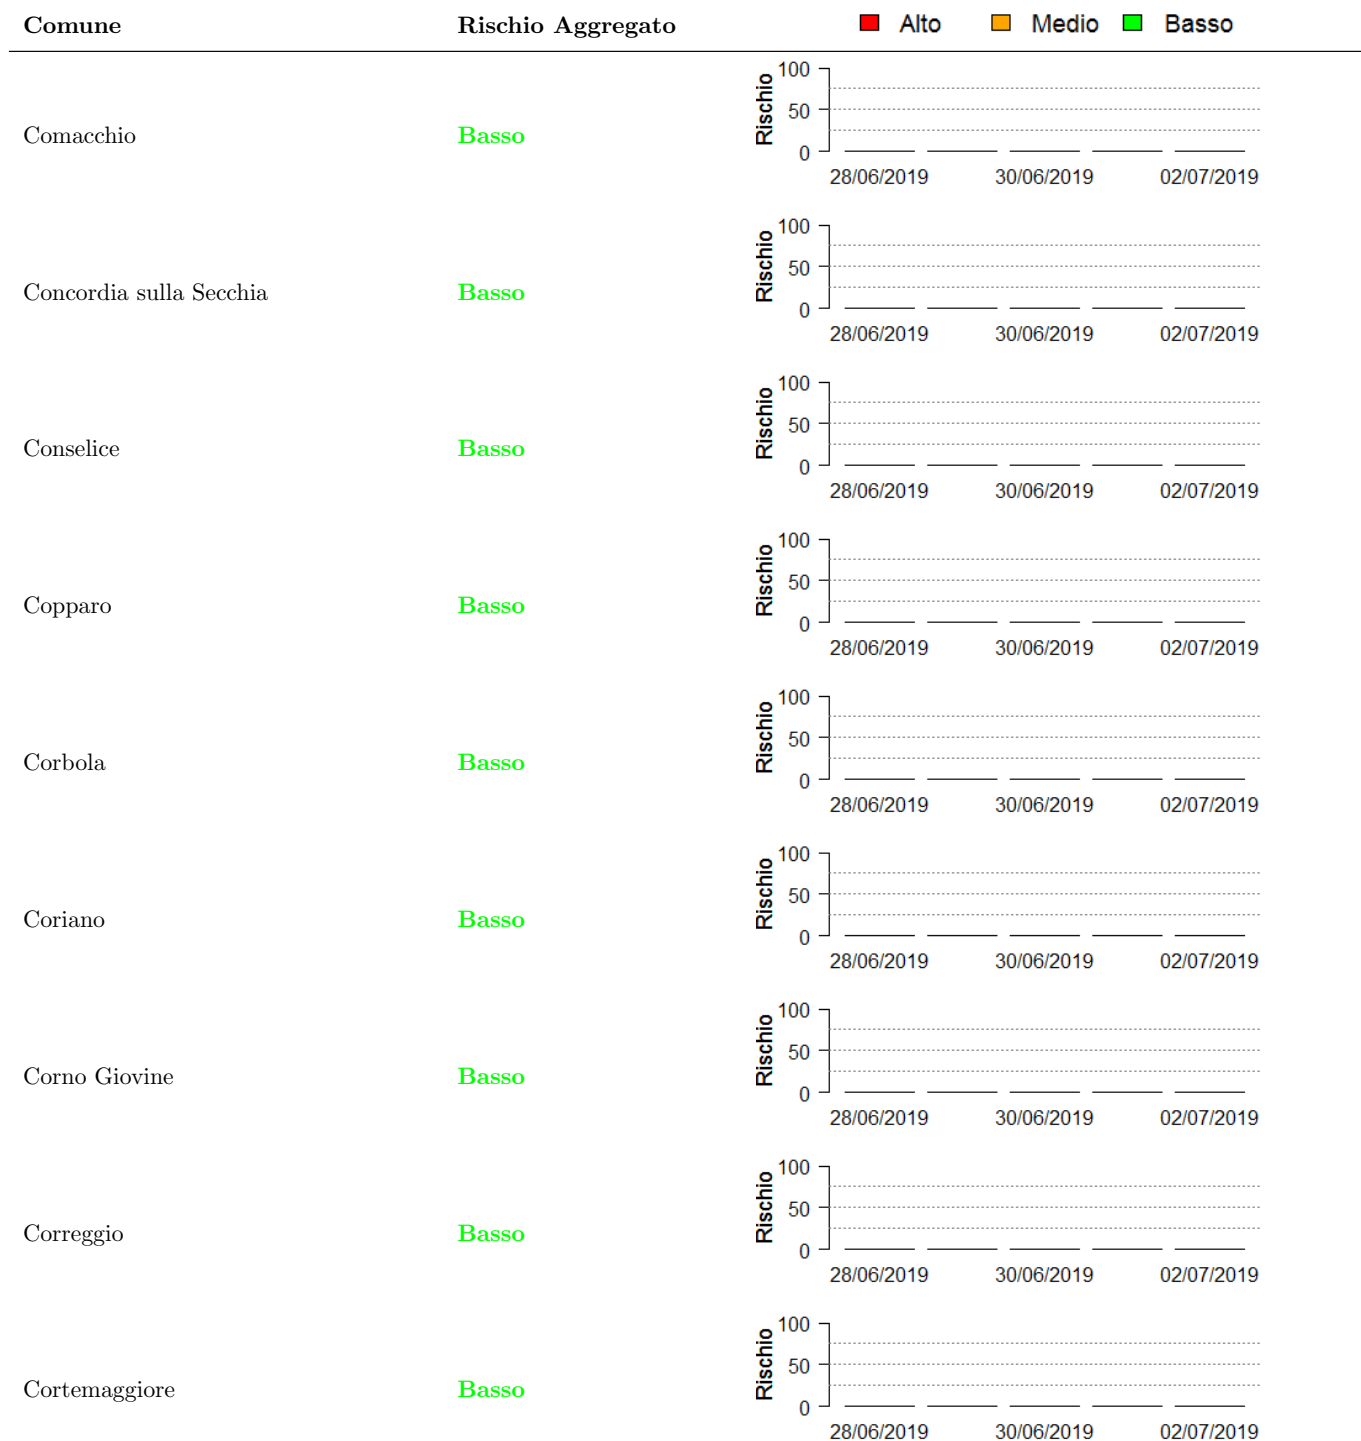 Comune Rischio Aggregato Alto Medio Basso
Comacchio Basso Rischio 100 50 0
28/06/2019 30/06/2019 02/07/2019
Concordia sulla Secchia Basso Rischio 100 50 0
28/06/2019 30/06/2019 02/07/2019
Conselice Basso Rischio 100 50 0
28/06/2019 30/06/2019 02/07/2019
Copparo Basso Rischio 100 50 0
28/06/2019 30/06/2019 02/07/2019
Corbola Basso Rischio 100 50 0
28/06/2019 30/06/2019 02/07/2019
Coriano Basso Rischio 100 50 0
28/06/2019 30/06/2019 02/07/2019
Corno Giovine Basso Rischio 100 50 0
28/06/2019 30/06/2019 02/07/2019
Correggio Basso Rischio 100 50 0
28/06/2019 30/06/2019 02/07/2019
Cortemaggiore Basso Rischio 100 50 0
28/06/2019 30/06/2019 02/07/2019